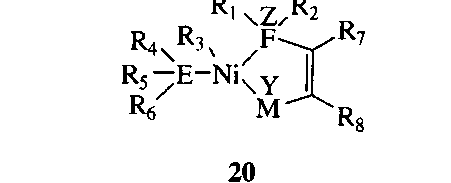 R1 Z R2
R4 R3 F R7
R5 E Ni Y
R6 M R8
20